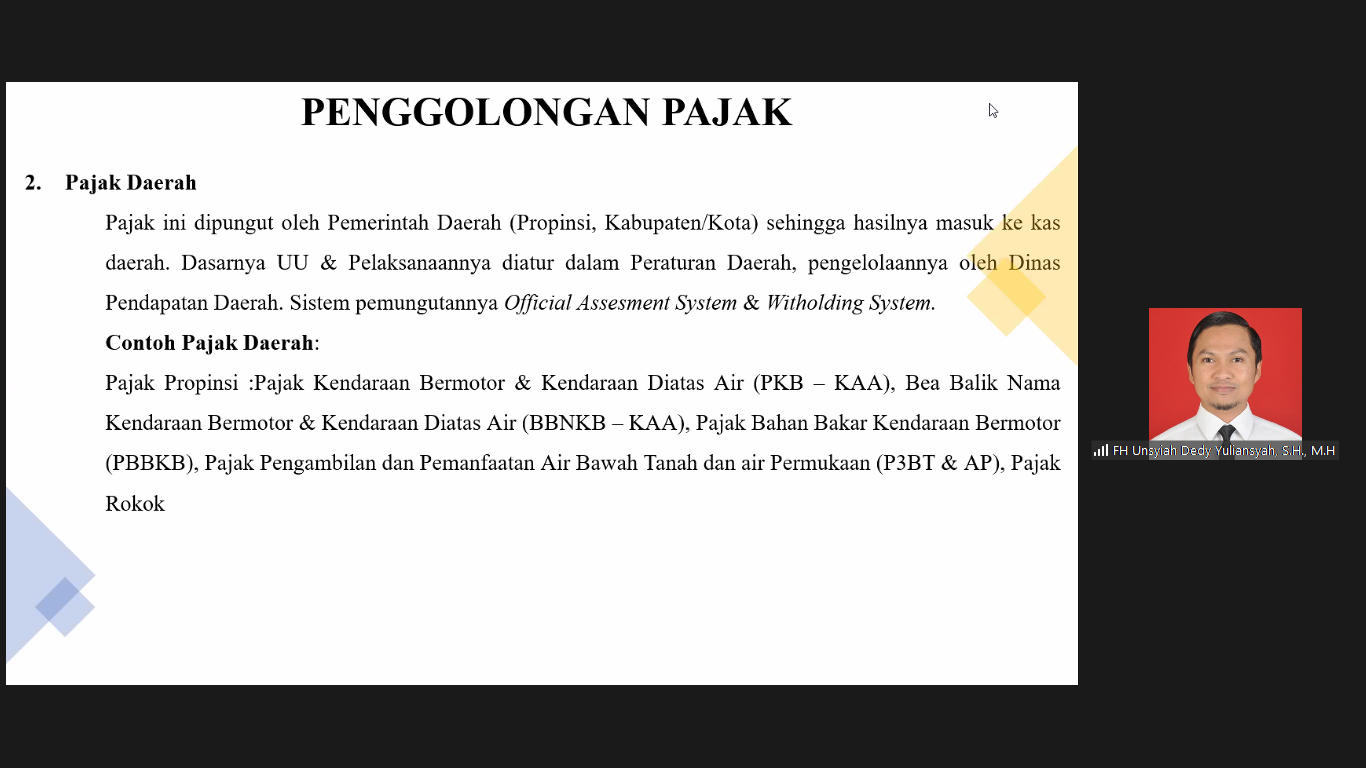 PENGGOLONGAN PAJAK
2. Pajak Daerah
Pajak ini dipungut oleh Pemerintah Daerah (Propinsi, Kabupaten/Kota) sehingga hasilnya masuk ke kas
daerah. Dasarnya UU & Pelaksanaannya diatur dalam Peraturan Daerah, pengelolaannya oleh Dinas
Pendapatan Daerah. Sistem pemungutannya Official Assesment System & Witholding System.
Contoh Pajak Daerah:
Pajak Propinsi :Pajak Kendaraan Bermotor & Kendaraan Diatas Air (PKB – KAA), Bea Balik Nama
Kendaraan Bermotor & Kendaraan Diatas Air (BBNKB – KAA), Pajak Bahan Bakar Kendaraan Bermotor
(PBBKB), Pajak Pengambilan dan Pemanfaatan Air Bawah Tanah dan air Permukaan (P3BT & AP), Pajak
Rokok
FH Unsyiah Dedy Yuliansyah, S.H., M.H